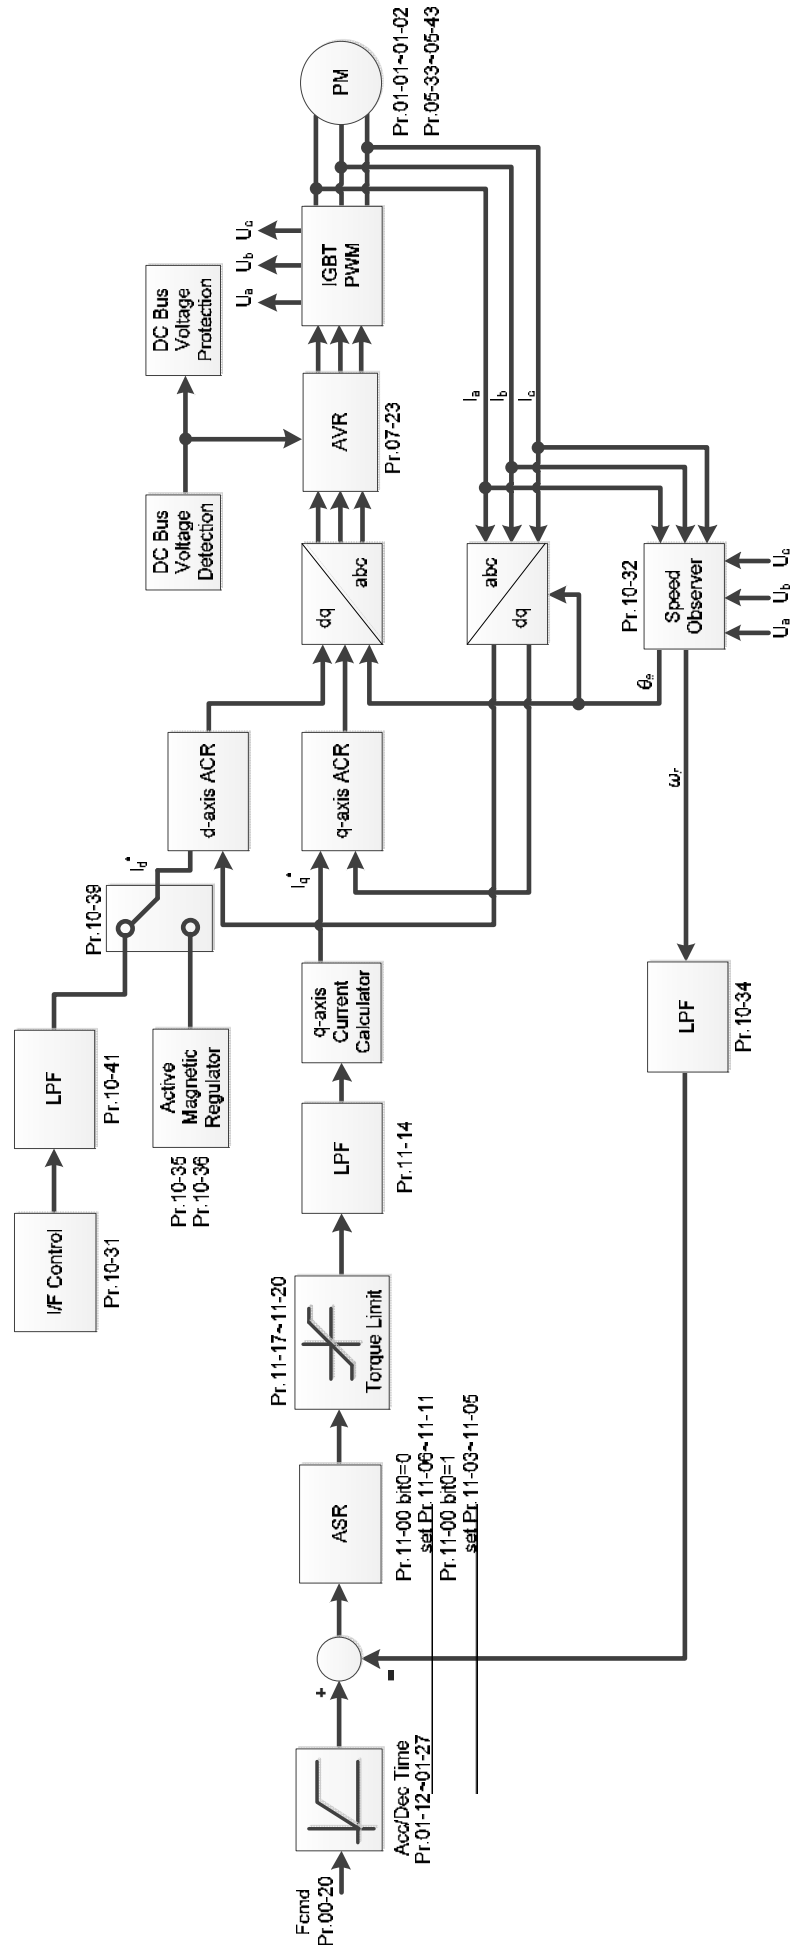 Fcmd
Pr.00-20
Acc/Dec Time
Pr.01-12~01-27
+
-
ASR
Pr.11-00 bit0=0
set Pr.11-06~11-11
Pr.11-00 bit0=1
set Pr.11-03~11-05
Pr.11-17~11-20
Torque Limit
LPF
Pr.11-14
q-axis
Current
Calculator
Iq*
I/F Control
Pr.10-31
LPF
Pr.10-41
Pr.10-35
Pr.10-36
Active
Magnetic
Regulator
Pr.10-39
Id*
d-axis ACR
q-axis ACR
dq
abc
DC Bus
Voltage
Detection
DC Bus
Voltage
Protection
AVR
Pr.07-23
IGBT
PWM
Ua
Ub
Uc
PM
Pr.01-01~01-02
Pr.05-33~05-43
Ia
Ib
Ic
abc
dq
Pr.10-32
Speed
Observer
Ua
Ub
Uc
θe
ωr
LPF
Pr.10-34